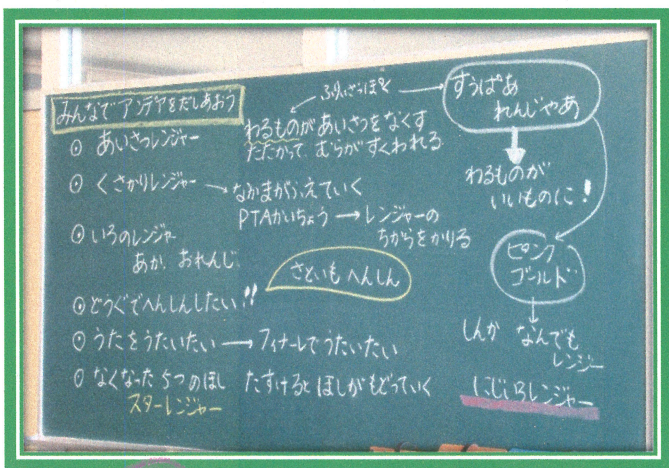 みんなでアイデアをだしあおう
⊙ あいさつレンジャー
わるものがあいさつをなくす
たたかって むらがすくわれる
すうぱあ
れんじゃあ
わるものが
いいものに!
⊙ くさかりレンジャー → なかまがふえていく
PTAかいちょう → レンジャーの
ちからをかりる
⊙ いろのレンジャー
あか、おれんじ
さといもへんしん
ピンク
ゴールド
⊙ どうぐでへんしんしたい!!
⊙ うたをうたいたい → フィナーレでうたいたい
⊙ なくなった5つのほし たすけるとほしがもどっていく
スターレンジャー
しんか なんでも
レンジー
にじいろレンジャー